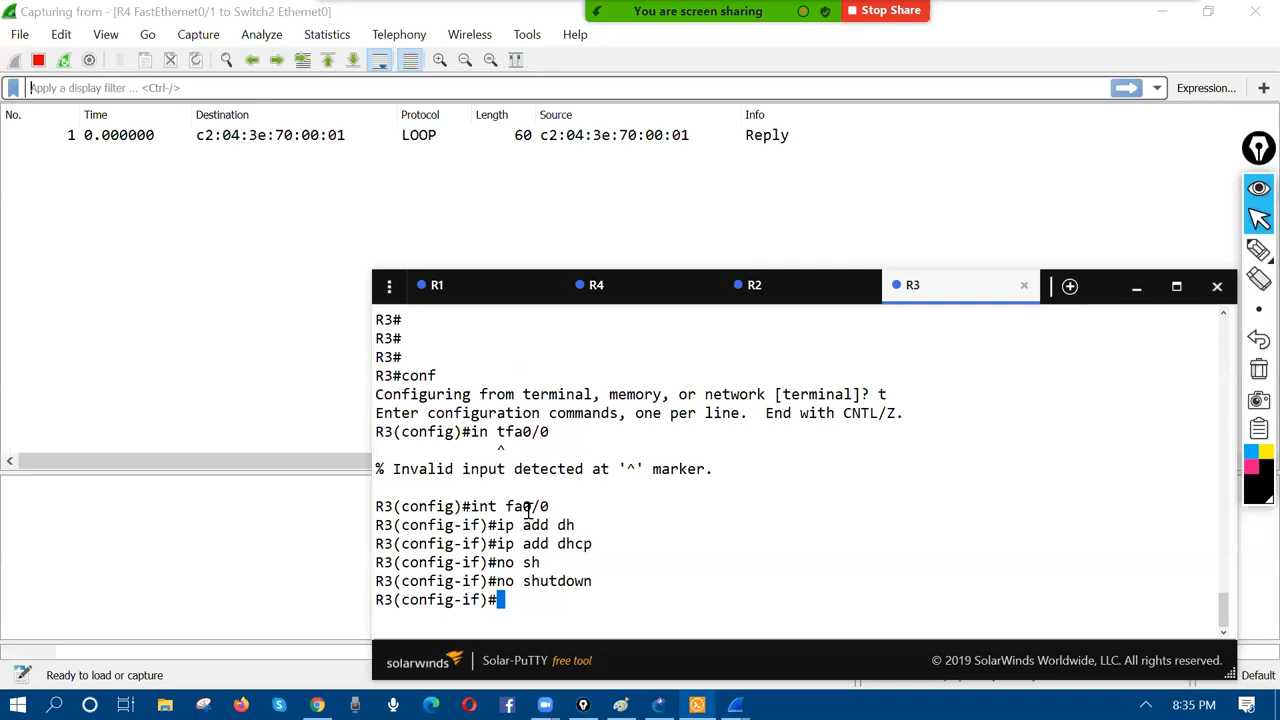 Capturing from - [R4 FastEthernet0/1 to Switch2 Ethernet0]
You are screen sharing
Stop Share
File Edit View Go Capture Analyze Statistics Telephony Wireless Tools Help
Apply a display filter ... <Ctrl-/>
Expression...
No. Time Destination Protocol Length Source Info
1 0.000000 c2:04:3e:70:00:01 LOOP 60 c2:04:3e:70:00:01 Reply
R1 R4 R2 R3
R3#
R3#
R3#
R3#conf
Configuring from terminal, memory, or network [terminal]? t
Enter configuration commands, one per line. End with CNTL/Z.
R3(config)#in tfa0/0
^
% Invalid input detected at '^' marker.
R3(config)#int fa0/0
R3(config-if)#ip add dh
R3(config-if)#ip add dhcp
R3(config-if)#no sh
R3(config-if)#no shutdown
R3(config-if)#
solarwinds Solar-PuTTY free tool © 2019 SolarWinds Worldwide, LLC. All rights reserved.
Ready to load or capture
Default
8:35 PM